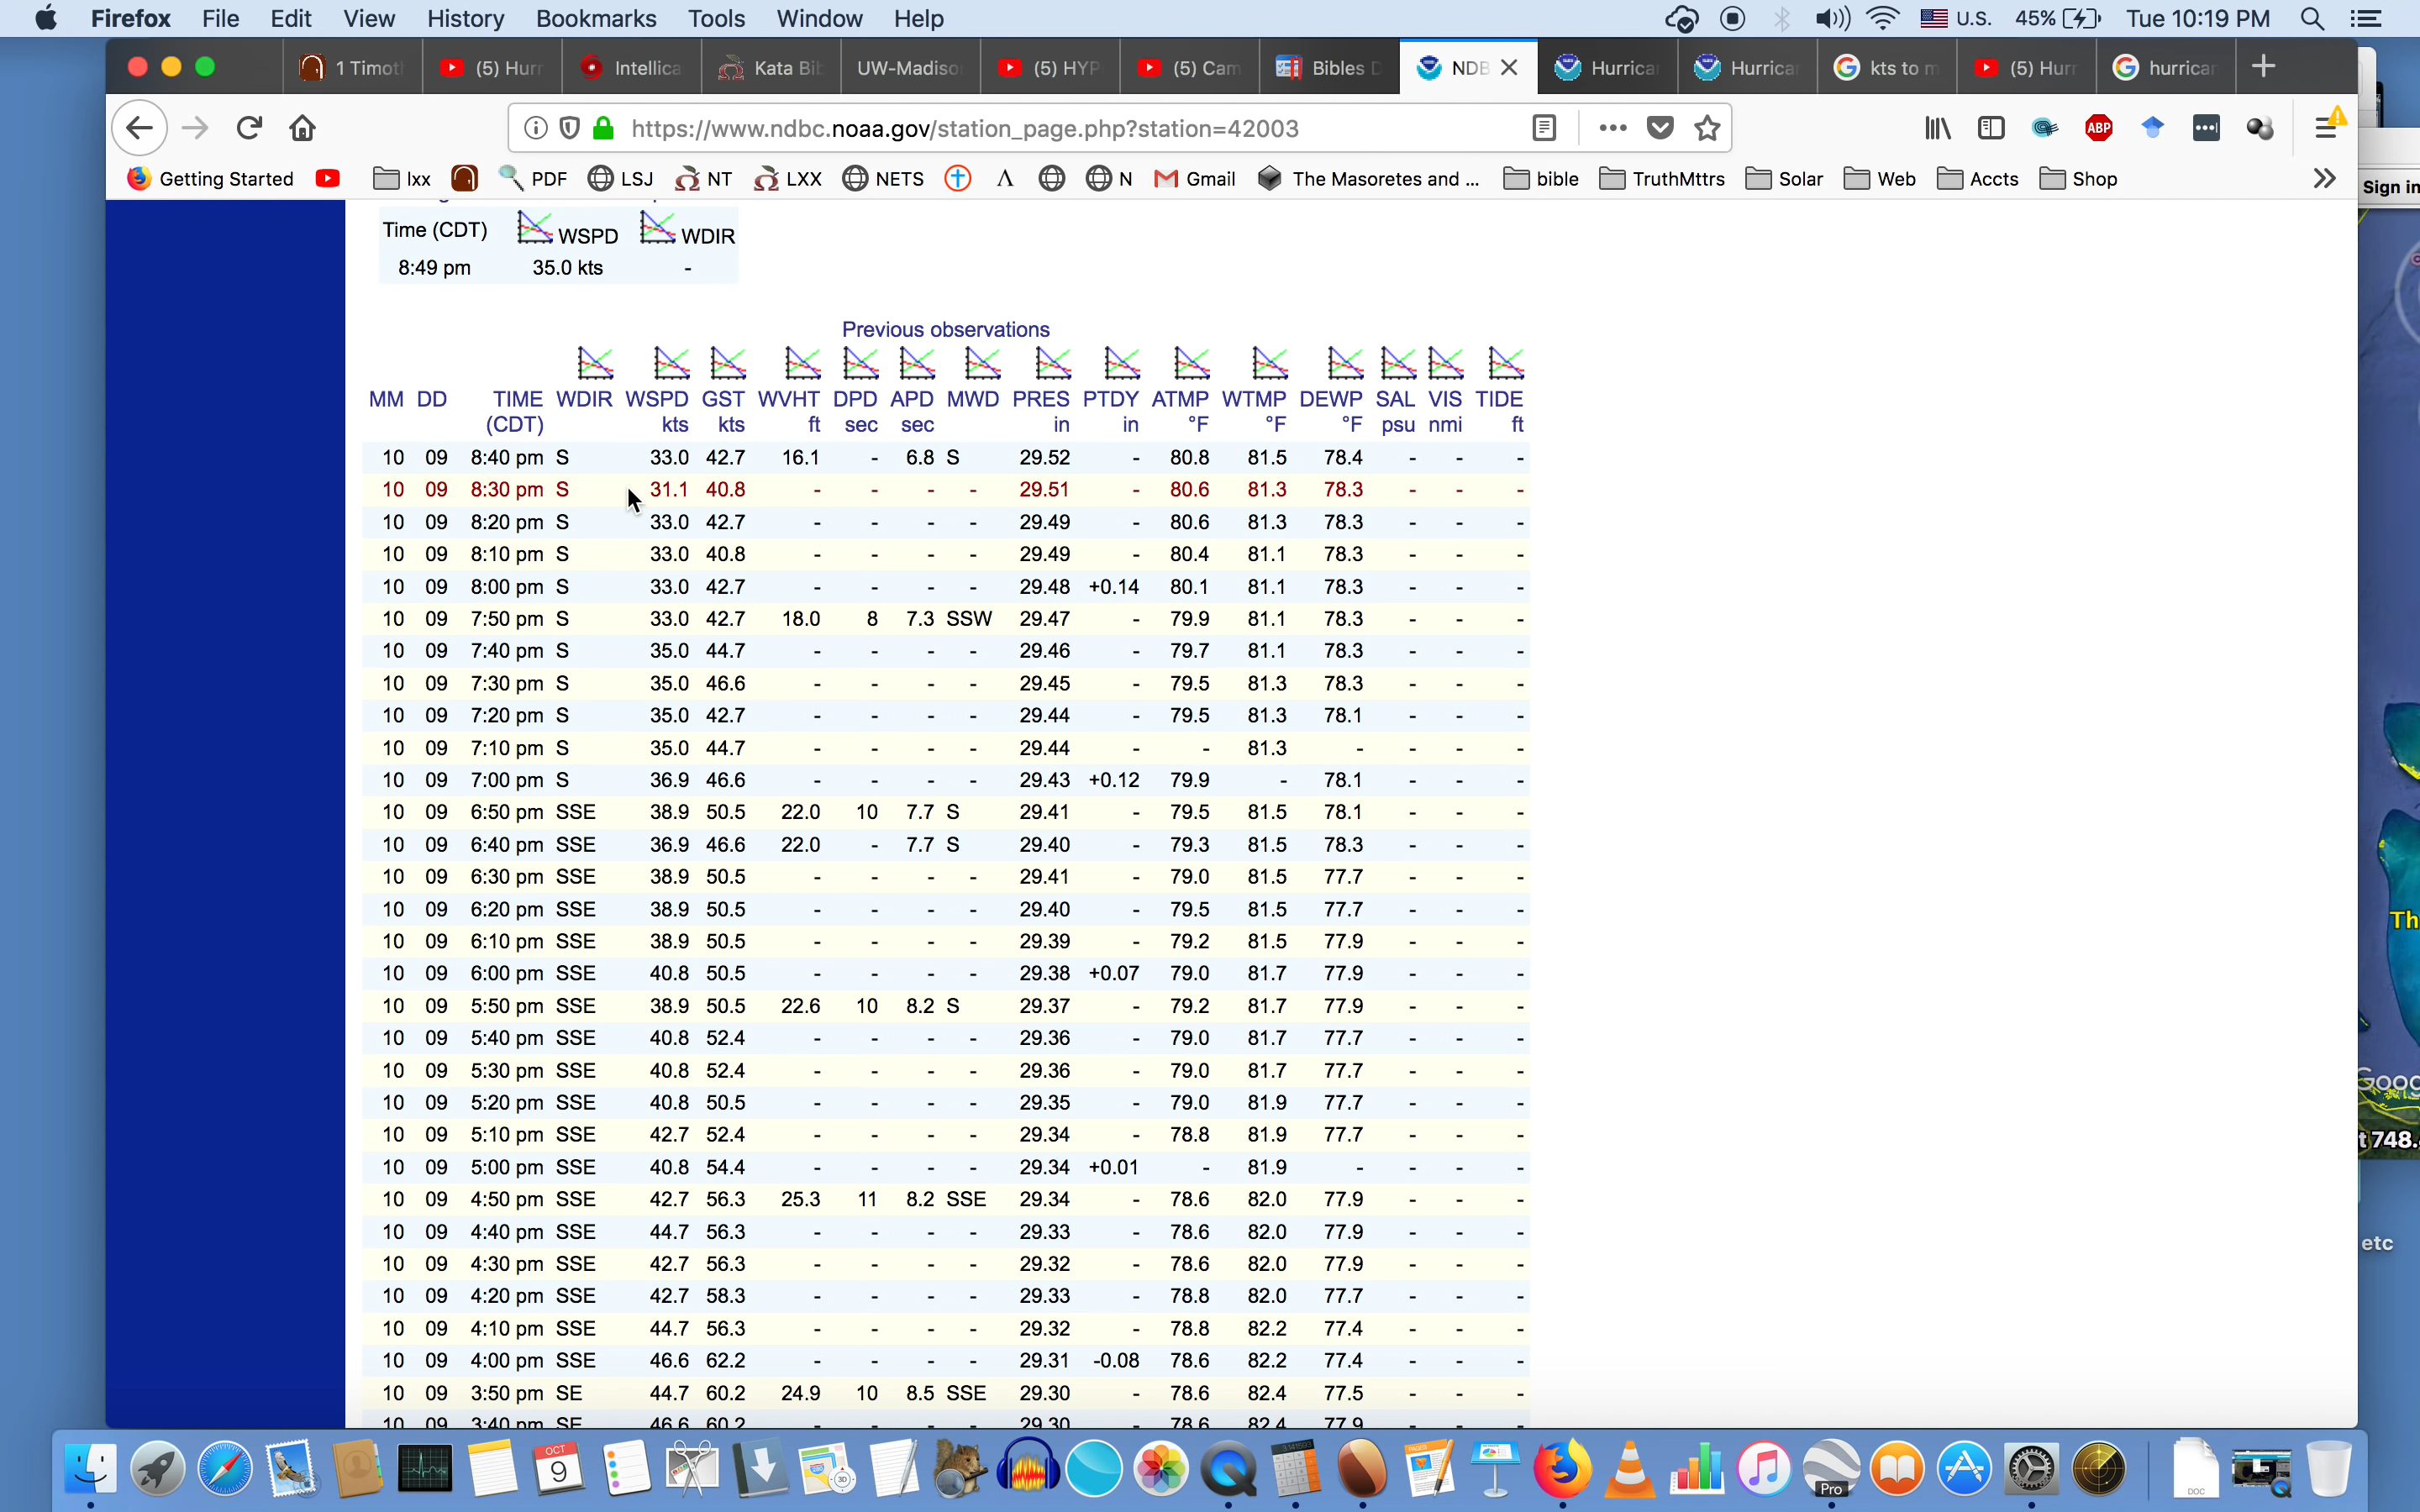 Firefox File Edit View History Bookmarks Tools Window Help U.S. 45% Tue 10:19 PM
1 Timot (5) Hurr Intellica Kata Bib UW-Madiso (5) HYP (5) Cam Bibles D NDB Hurrica Hurrica kts to m (5) Hurr hurrica
https://www.ndbc.noaa.gov/station_page.php?station=42003 ABP
Getting Started lxx PDF LSJ NT LXX NETS Λ N Gmail The Masoretes and ... bible TruthMttrs Solar Web Accts Shop
Sign in
Time (CDT) WSPD WDIR
8:49 pm 35.0 kts -
Previous observations
MM DD TIME WDIR WSPD GST WVHT DPD APD MWD PRES PTDY ATMP WTMP DEWP SAL VIS TIDE
(CDT) kts kts ft sec sec in in °F °F °F psu nmi ft
10 09 8:40 pm S 33.0 42.7 16.1 - 6.8 S 29.52 - 80.8 81.5 78.4 - - -
10 09 8:30 pm S 31.1 40.8 - - - - 29.51 - 80.6 81.3 78.3 - - -
10 09 8:20 pm S 33.0 42.7 - - - - 29.49 - 80.6 81.3 78.3 - - -
10 09 8:10 pm S 33.0 40.8 - - - - 29.49 - 80.4 81.1 78.3 - - -
10 09 8:00 pm S 33.0 42.7 - - - - 29.48 +0.14 80.1 81.1 78.3 - - -
10 09 7:50 pm S 33.0 42.7 18.0 8 7.3 SSW 29.47 - 79.9 81.1 78.3 - - -
10 09 7:40 pm S 35.0 44.7 - - - - 29.46 - 79.7 81.1 78.3 - - -
10 09 7:30 pm S 35.0 46.6 - - - - 29.45 - 79.5 81.3 78.3 - - -
10 09 7:20 pm S 35.0 42.7 - - - - 29.44 - 79.5 81.3 78.1 - - -
10 09 7:10 pm S 35.0 44.7 - - - - 29.44 - - 81.3 - - - -
10 09 7:00 pm S 36.9 46.6 - - - - 29.43 +0.12 79.9 - 78.1 - - -
10 09 6:50 pm SSE 38.9 50.5 22.0 10 7.7 S 29.41 - 79.5 81.5 78.1 - - -
10 09 6:40 pm SSE 36.9 46.6 22.0 - 7.7 S 29.40 - 79.3 81.5 78.3 - - -
10 09 6:30 pm SSE 38.9 50.5 - - - - 29.41 - 79.0 81.5 77.7 - - -
10 09 6:20 pm SSE 38.9 50.5 - - - - 29.40 - 79.5 81.5 77.7 - - -
10 09 6:10 pm SSE 38.9 50.5 - - - - 29.39 - 79.2 81.5 77.9 - - -
10 09 6:00 pm SSE 40.8 50.5 - - - - 29.38 +0.07 79.0 81.7 77.9 - - -
10 09 5:50 pm SSE 38.9 50.5 22.6 10 8.2 S 29.37 - 79.2 81.7 77.9 - - -
10 09 5:40 pm SSE 40.8 52.4 - - - - 29.36 - 79.0 81.7 77.7 - - -
10 09 5:30 pm SSE 40.8 52.4 - - - - 29.36 - 79.0 81.7 77.7 - - -
10 09 5:20 pm SSE 40.8 50.5 - - - - 29.35 - 79.0 81.9 77.7 - - -
10 09 5:10 pm SSE 42.7 52.4 - - - - 29.34 - 78.8 81.9 77.7 - - -
10 09 5:00 pm SSE 40.8 54.4 - - - - 29.34 +0.01 - 81.9 - - - -
10 09 4:50 pm SSE 42.7 56.3 25.3 11 8.2 SSE 29.34 - 78.6 82.0 77.9 - - -
10 09 4:40 pm SSE 44.7 56.3 - - - - 29.33 - 78.6 82.0 77.9 - - -
10 09 4:30 pm SSE 42.7 56.3 - - - - 29.32 - 78.6 82.0 77.9 - - -
10 09 4:20 pm SSE 42.7 58.3 - - - - 29.33 - 78.8 82.0 77.7 - - -
10 09 4:10 pm SSE 44.7 56.3 - - - - 29.32 - 78.8 82.2 77.4 - - -
10 09 4:00 pm SSE 46.6 62.2 - - - - 29.31 -0.08 78.6 82.2 77.4 - - -
10 09 3:50 pm SE 44.7 60.2 24.9 10 8.5 SSE 29.30 - 78.6 82.4 77.5 - - -
10 09 3:40 pm SE 46.6 60.2 - - - - 29.30 - 78.6 82.4 77.9 - - -
Th
Goog
t 748.
etc
OCT
9
3D
PAGES
Pro
DOC